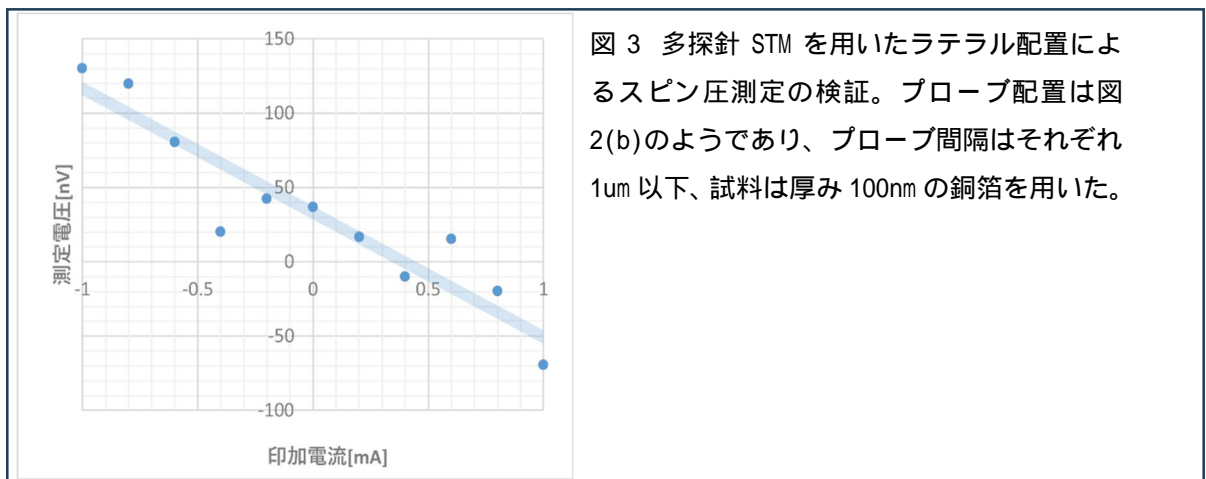 150
100
50
0
-50
-100
-1
-0.5
0
0.5
1
測定電圧[nV]
印加電流[mA]
図 3 多探針 STM を用いたラテラル配置によ
るスピン圧測定の検証。プローブ配置は図
2(b)のようであり、プローブ間隔はそれぞれ
1um 以下、試料は厚み 100nm の銅箔を用いた。